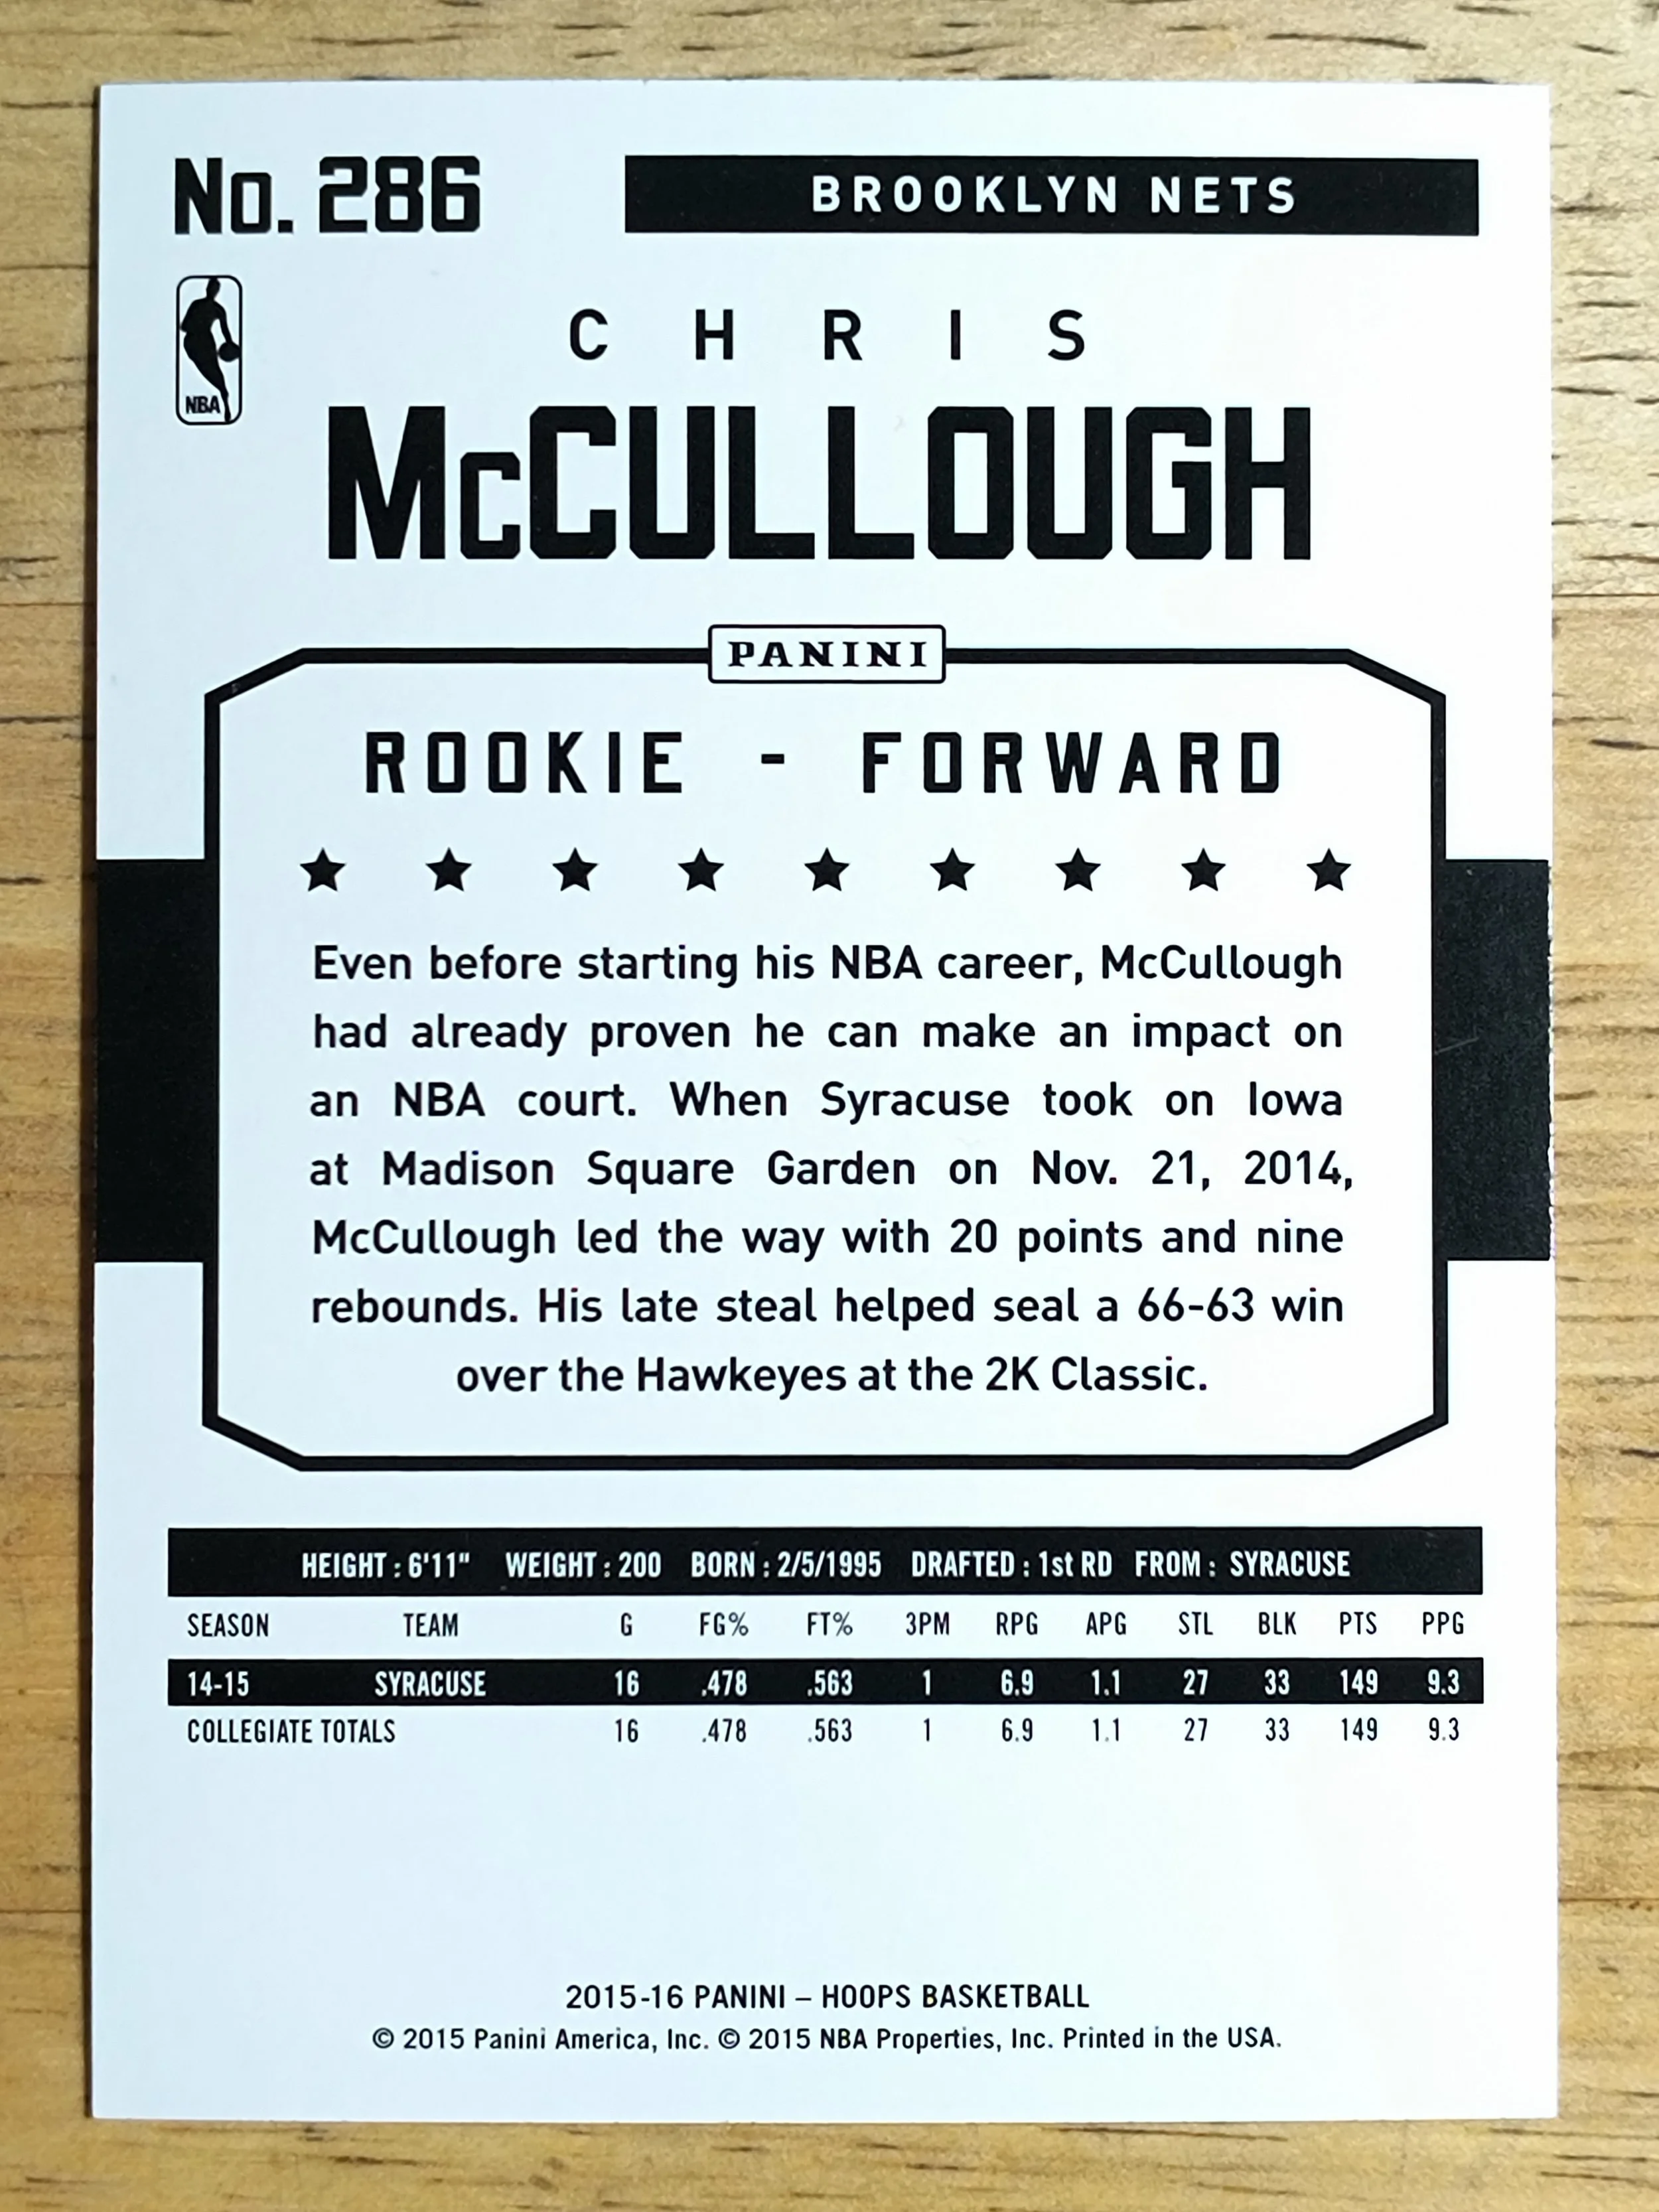 No. 286
BROOKLYN NETS
NBA
CHRIS
McCULLOUGH
PANINI
ROOKIE - FORWARD
Even before starting his NBA career, McCullough
had already proven he can make an impact on
an NBA court. When Syracuse took on Iowa
at Madison Square Garden on Nov. 21, 2014,
McCullough led the way with 20 points and nine
rebounds. His late steal helped seal a 66-63 win
over the Hawkeyes at the 2K Classic.
HEIGHT : 6'11" WEIGHT : 200 BORN : 2/5/1995 DRAFTED : 1st RD FROM : SYRACUSE
SEASON TEAM G FG% FT% 3PM RPG APG STL BLK PTS PPG
14-15 SYRACUSE 16 .478 .563 1 6.9 1.1 27 33 149 9.3
COLLEGIATE TOTALS 16 .478 .563 1 6.9 1.1 27 33 149 9.3
2015-16 PANINI – HOOPS BASKETBALL
© 2015 Panini America, Inc. © 2015 NBA Properties, Inc. Printed in the USA.